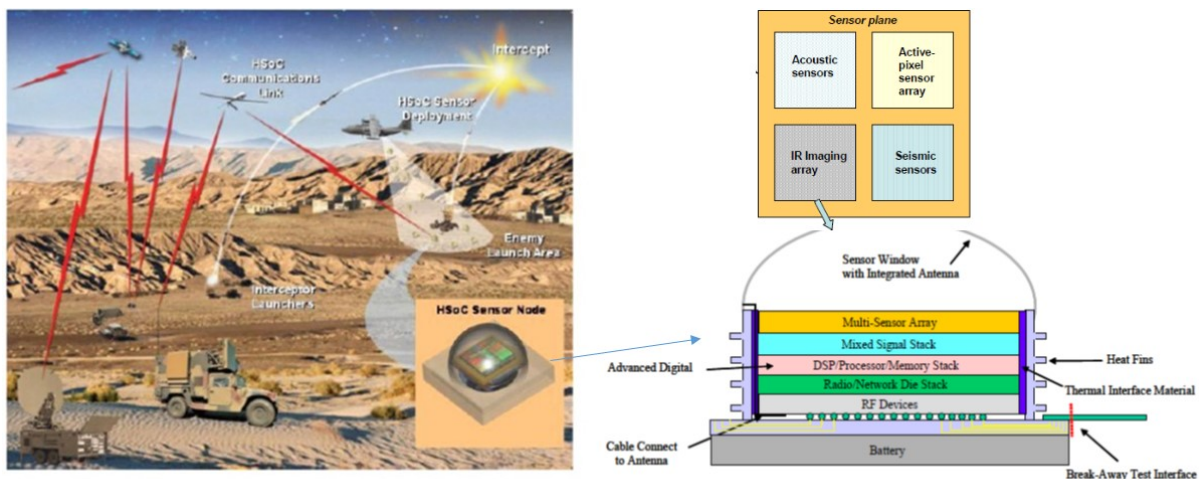 Intercept
HSoC
Communications
Link
HSoC Sensor
Deployment
Enemy
Launch Area
Interceptor
Launchers
HSoC Sensor Node
Sensor plane
Acoustic
sensors
Active-
pixel
sensor
array
IR Imaging
array
Seismic
sensors
Sensor Window
with Integrated Antenna
Multi-Sensor Array
Mixed Signal Stack
Advanced Digital
DSP/Processor/Memory Stack
Heat Fins
Radio/Network Die Stack
Thermal Interface Material
RF Devices
Cable Connect
to Antenna
Battery
Break-Away Test Interface